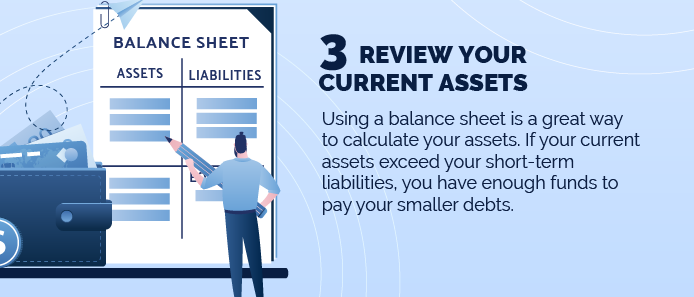 BALANCE SHEET
ASSETS
LIABILITIES
3 REVIEW YOUR
CURRENT ASSETS
Using a balance sheet is a great way
to calculate your assets. If your current
assets exceed your short-term
liabilities, you have enough funds to
pay your smaller debts.